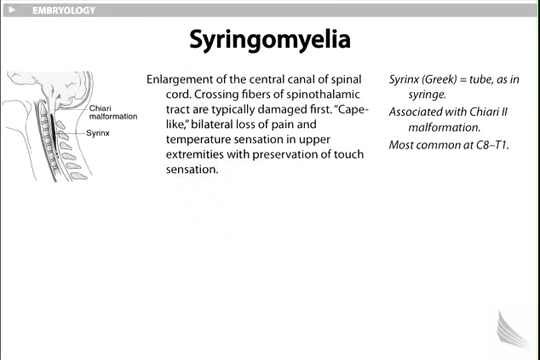 EMBRYOLOGY
Syringomyelia
Chiari
malformation
Syrinx
Enlargement of the central canal of spinal
cord. Crossing fibers of spinothalamic
tract are typically damaged first. “Cape-
like,” bilateral loss of pain and
temperature sensation in upper
extremities with preservation of touch
sensation.
Syrinx (Greek) = tube, as in
syringe.
Associated with Chiari II
malformation.
Most common at C8–T1.